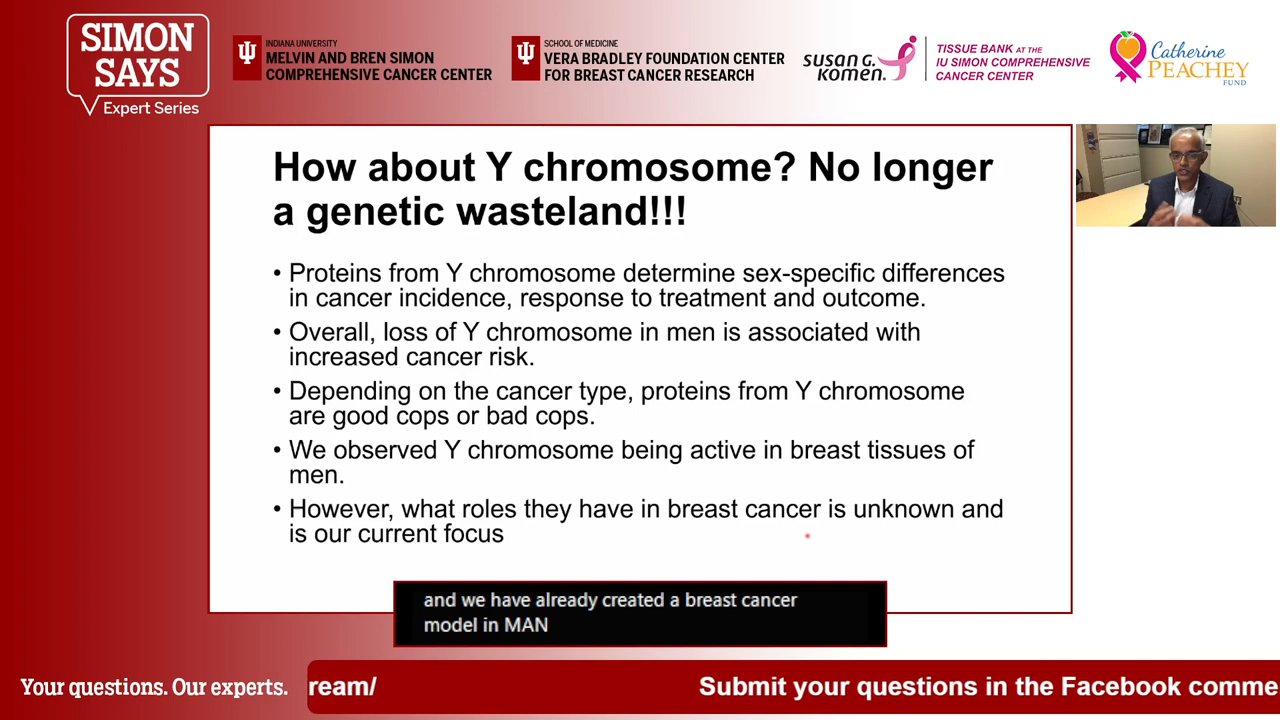 SIMON
SAYS
Expert Series
INDIANA UNIVERSITY
MELVIN AND BREN SIMON
COMPREHENSIVE CANCER CENTER
SCHOOL OF MEDICINE
VERA BRADLEY FOUNDATION CENTER
FOR BREAST CANCER RESEARCH
susan g.
komen.
TISSUE BANK AT THE
IU SIMON COMPREHENSIVE
CANCER CENTER
Catherine
PEACHEY
FUND
How about Y chromosome? No longer
a genetic wasteland!!!
• Proteins from Y chromosome determine sex-specific differences
in cancer incidence, response to treatment and outcome.
• Overall, loss of Y chromosome in men is associated with
increased cancer risk.
• Depending on the cancer type, proteins from Y chromosome
are good cops or bad cops.
• We observed Y chromosome being active in breast tissues of
men.
• However, what roles they have in breast cancer is unknown and
is our current focus
and we have already created a breast cancer
model in MAN
Your questions. Our experts.
ream/
Submit your questions in the Facebook comme